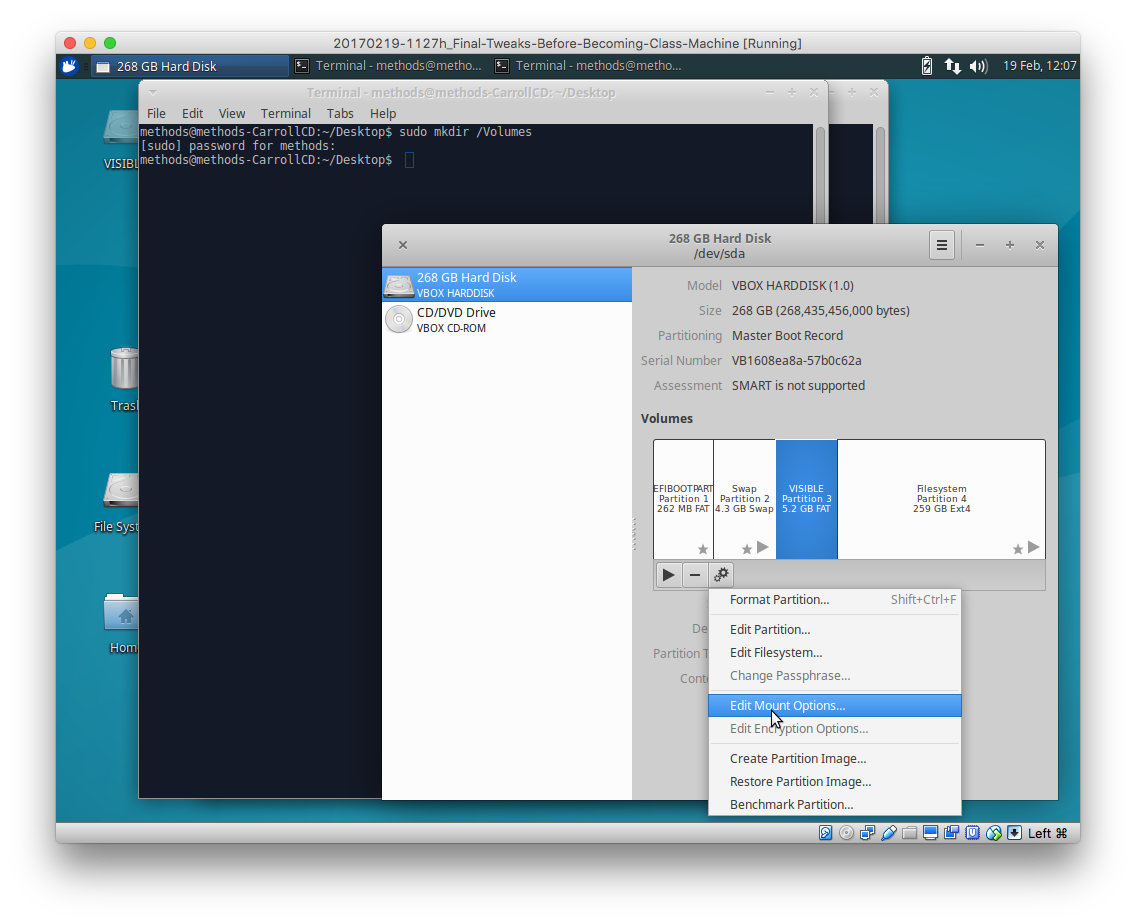 20170219-1127h_Final-Tweaks-Before-Becoming-Class-Machine [Running]
268 GB Hard Disk
Terminal - methods@metho...
Terminal - methods@metho...
19 Feb, 12:07
Terminal - methods@methods-CarrollCD: ~/Desktop
File Edit View Terminal Tabs Help
methods@methods-CarrollCD:~/Desktop$ sudo mkdir /Volumes
[sudo] password for methods:
methods@methods-CarrollCD:~/Desktop$
VISIBL
Tras
File Syst
Hom
268 GB Hard Disk
/dev/sda
268 GB Hard Disk
VBOX HARDDISK
CD/DVD Drive
VBOX CD-ROM
Model VBOX HARDDISK (1.0)
Size 268 GB (268,435,456,000 bytes)
Partitioning Master Boot Record
Serial Number VB1608ea8a-57b0c62a
Assessment SMART is not supported
Volumes
EFIBOOTPART
Partition 1
262 MB FAT
Swap
Partition 2
4.3 GB Swap
VISIBLE
Partition 3
5.2 GB FAT
Filesystem
Partition 4
259 GB Ext4
De
Partition T
Conte
Format Partition... Shift+Ctrl+F
Edit Partition...
Edit Filesystem...
Change Passphrase...
Edit Mount Options...
Edit Encryption Options...
Create Partition Image...
Restore Partition Image...
Benchmark Partition...
Left ⌘